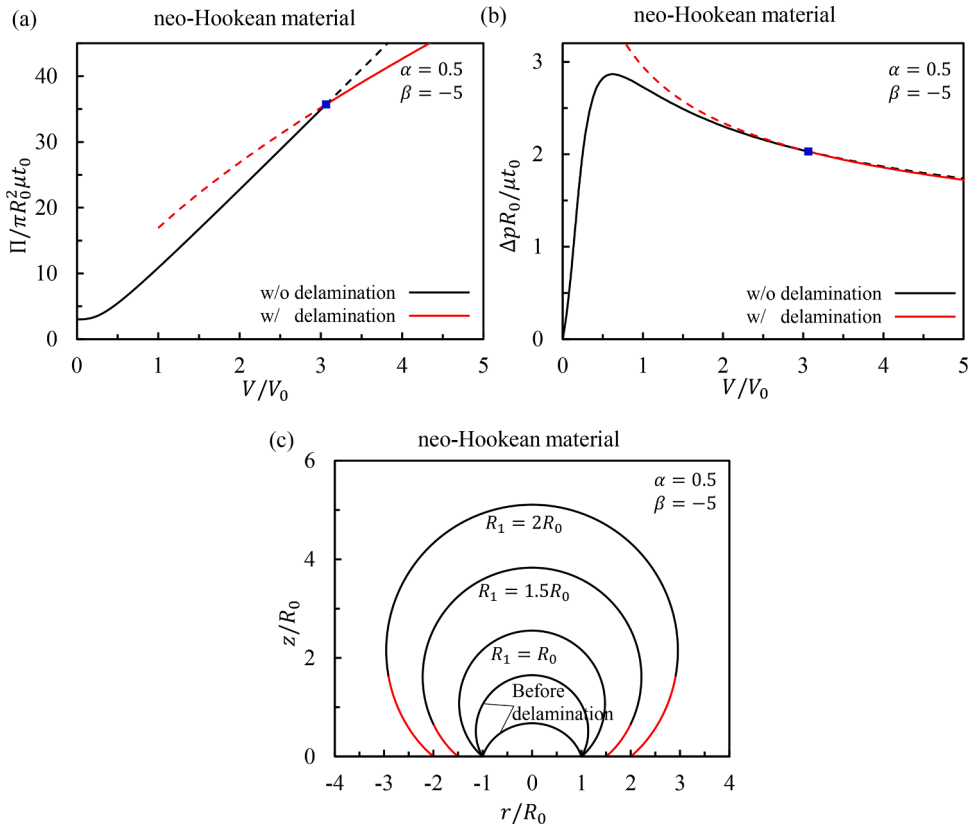 (a)
neo-Hookean material
Π/πR₀²μt₀
40
30
20
10
0
α = 0.5
β = −5
w/o delamination
w/ delamination
0 1 2 3 4 5
V/V₀
(b)
neo-Hookean material
ΔpR₀/μt₀
3
2
1
0
α = 0.5
β = −5
w/o delamination
w/ delamination
0 1 2 3 4 5
V/V₀
(c)
neo-Hookean material
z/R₀
6
4
2
0
α = 0.5
β = −5
R₁ = 2R₀
R₁ = 1.5R₀
R₁ = R₀
Before
delamination
-4 -3 -2 -1 0 1 2 3 4
r/R₀